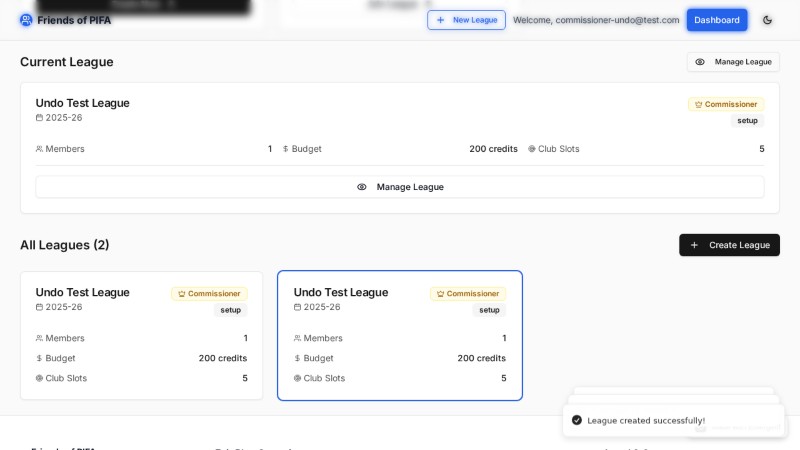 Friends of PIFA
New League
Welcome, commissioner-undo@test.com
Dashboard
Current League
Manage League
Undo Test League
Commissioner
2025-26
setup
Members 1
Budget 200 credits
Club Slots 5
Manage League
All Leagues (2)
Create League
Undo Test League
Commissioner
2025-26
setup
Members 1
Budget 200 credits
Club Slots 5
Undo Test League
Commissioner
2025-26
setup
Members 1
Budget 200 credits
Club Slots 5
League created successfully!